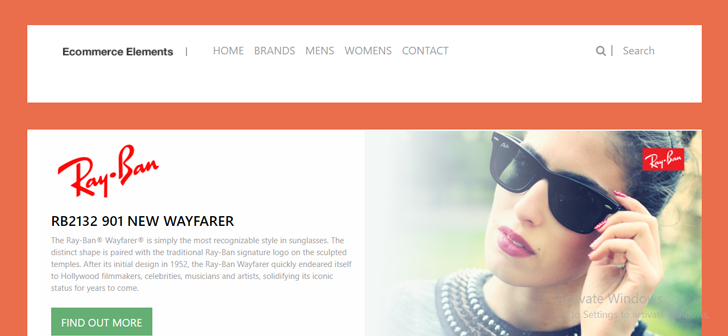 Ecommerce Elements | HOME BRANDS MENS WOMENS CONTACT | Search
Ray-Ban
Ray-Ban
RB2132 901 NEW WAYFARER
The Ray-Ban® Wayfarer® is simply the most recognizable style in sunglasses. The
distinct shape is paired with the traditional Ray-Ban signature logo on the sculpted
temples. After its initial design in 1952, the Ray-Ban Wayfarer quickly endeared itself
to Hollywood filmmakers, celebrities, musicians and artists, solidifying its iconic
status for years to come.
Activate Windows
Go to Settings to activate Windows.
FIND OUT MORE